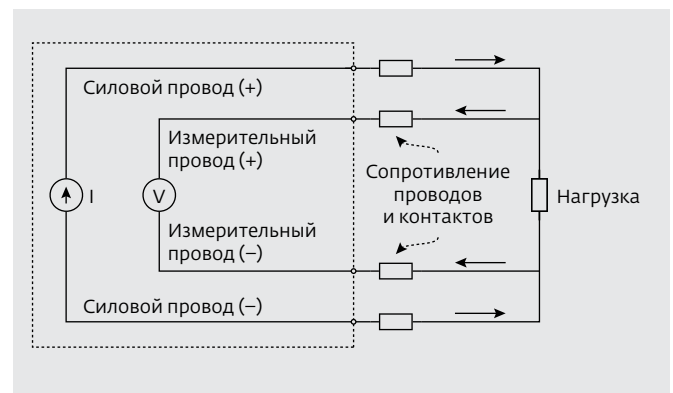 Силовой провод (+)
Измерительный
провод (+)
Сопротивление
проводов
и контактов
I
V
Нагрузка
Измерительный
провод (–)
Силовой провод (–)